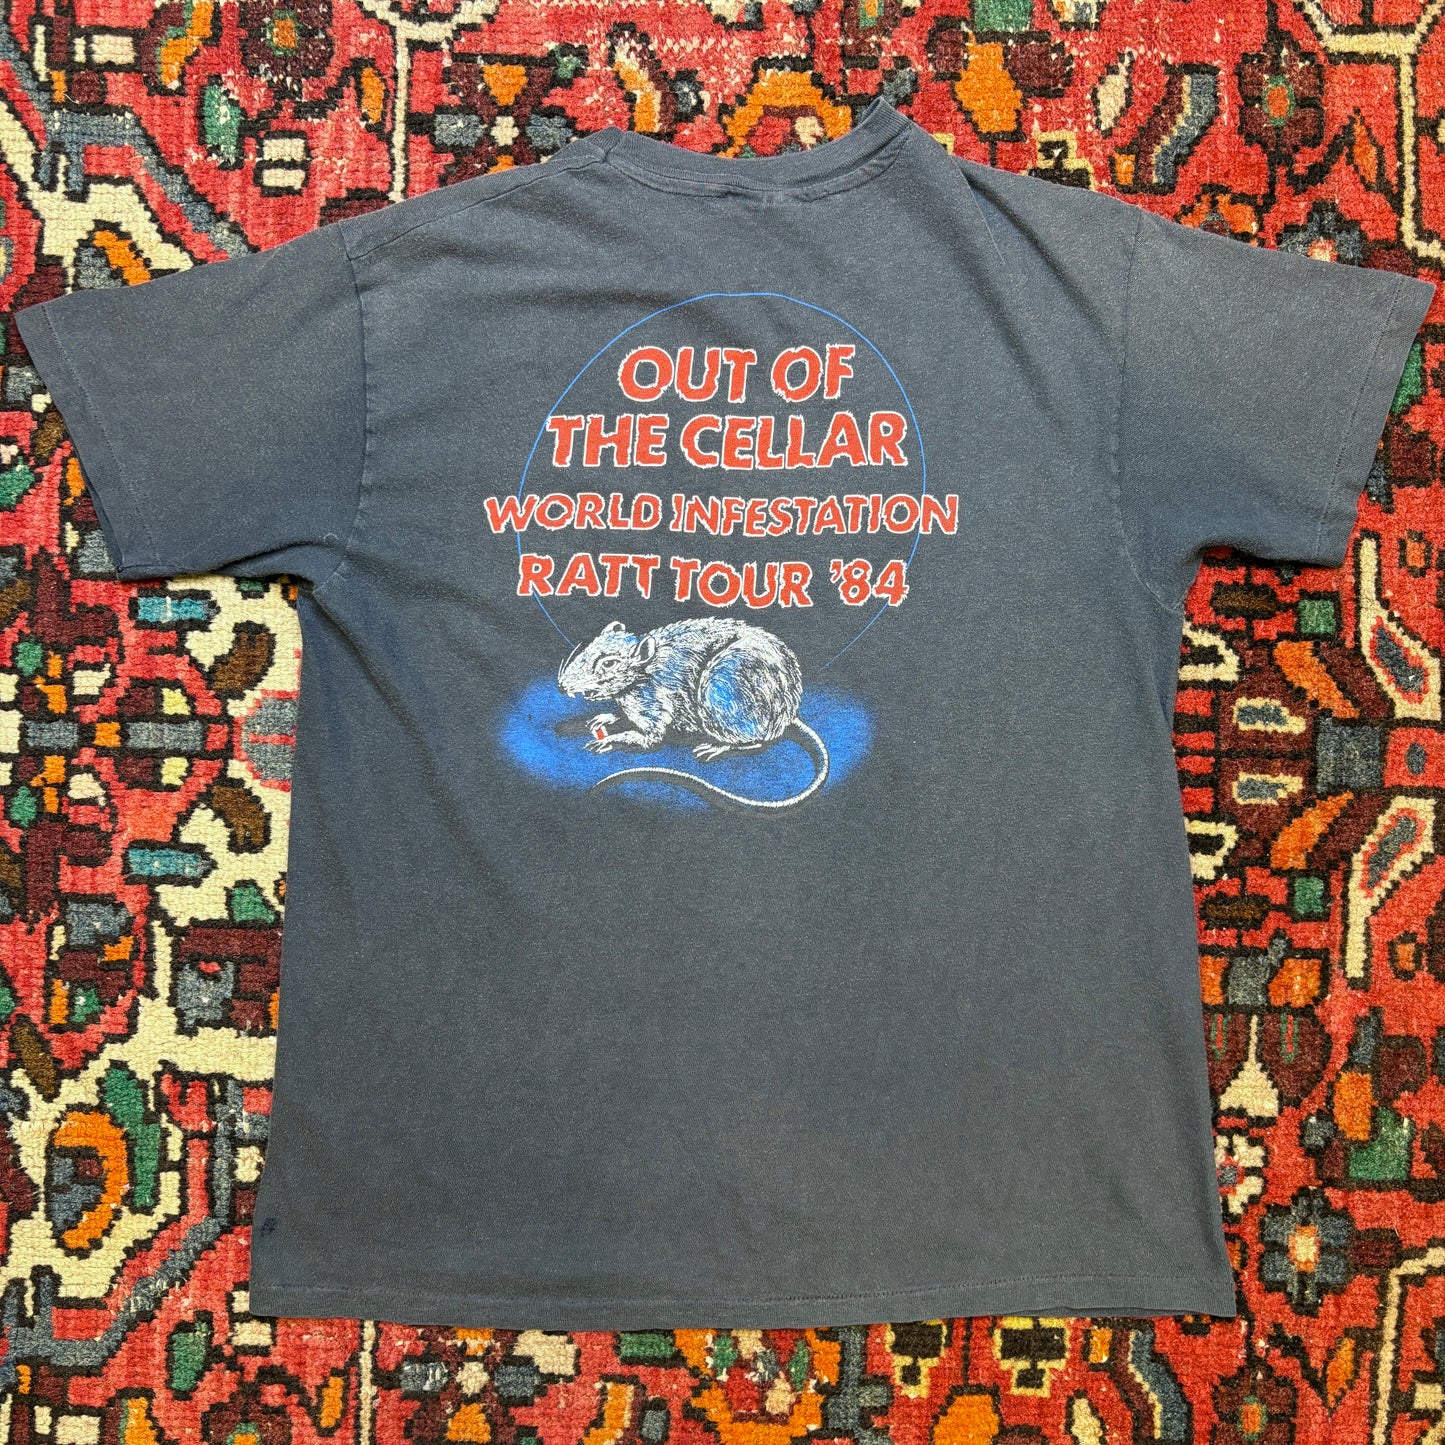 OUT OF
THE CELLAR
WORLD INFESTATION
RATT TOUR '84